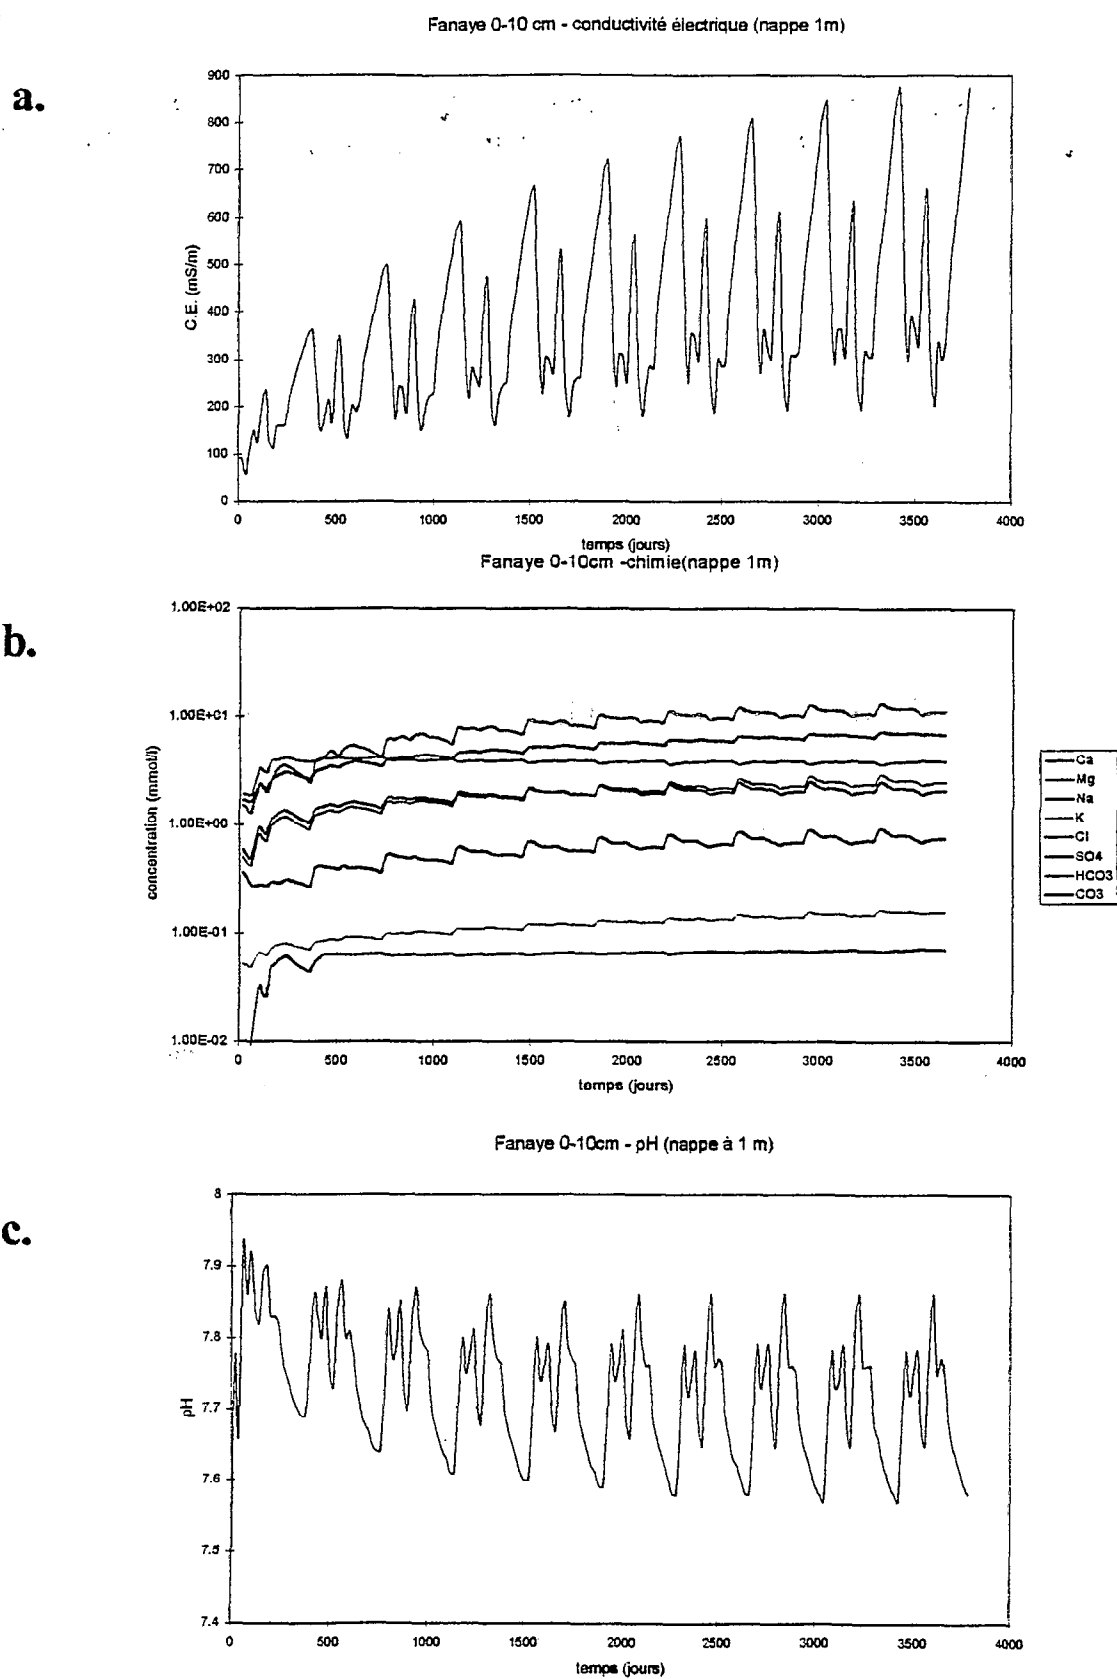 Fanaye 0-10 cm - conductivité électrique (nappe 1m)
a.
900
800
700
600
500
400
300
200
100
0
C.E. (mS/m)
0 500 1000 1500 2000 2500 3000 3500 4000
temps (jours)
Fanaye 0-10cm -chimie(nappe 1m)
b.
1.00E+02
1.00E+01
1.00E+00
1.00E-01
1.00E-02
concentration (mmol/l)
0 500 1000 1500 2000 2500 3000 3500 4000
temps (jours)
Ca
Mg
Na
K
Cl
SO4
HCO3
CO3
Fanaye 0-10cm - pH (nappe à 1 m)
c.
8
7.9
7.8
7.7
7.6
7.5
7.4
pH
0 500 1000 1500 2000 2500 3000 3500 4000
temps (jours)